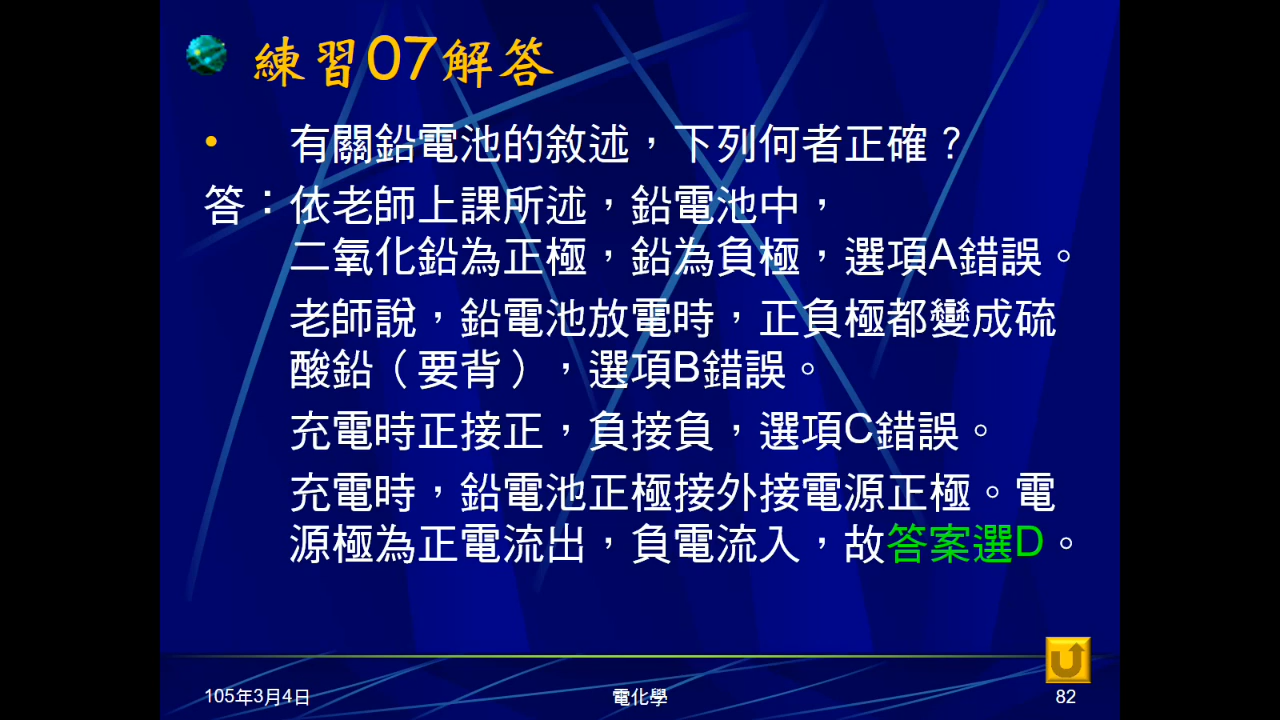 練習07解答
• 有關鉛電池的敘述，下列何者正確？
答：依老師上課所述，鉛電池中，
二氧化鉛為正極，鉛為負極，選項A錯誤。
老師說，鉛電池放電時，正負極都變成硫
酸鉛（要背），選項B錯誤。
充電時正接正，負接負，選項C錯誤。
充電時，鉛電池正極接外接電源正極。電
源極為正電流出，負電流入，故答案選D。
105年3月4日
電化學
82